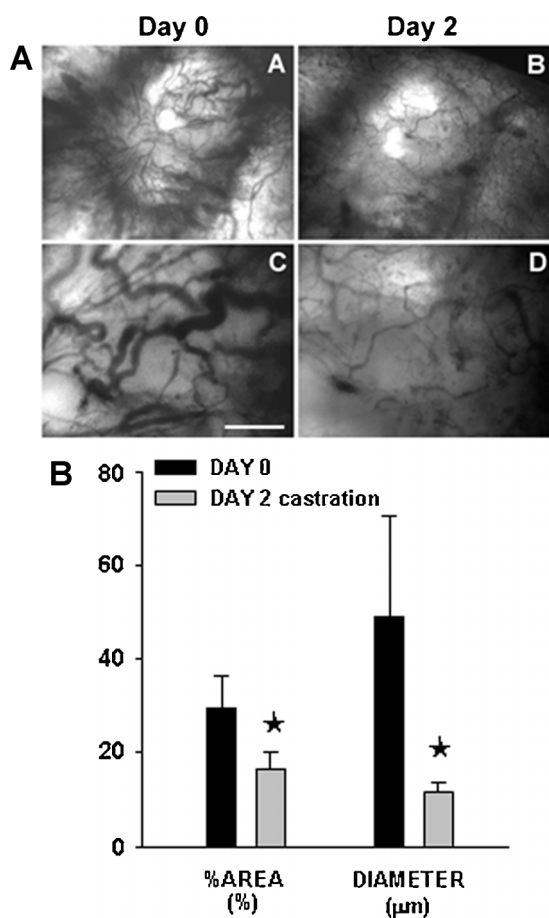 Day 0 Day 2
A
A B
C D
B
DAY 0
DAY 2 castration
80
60
40
20
0
%AREA DIAMETER
(%) (μm)